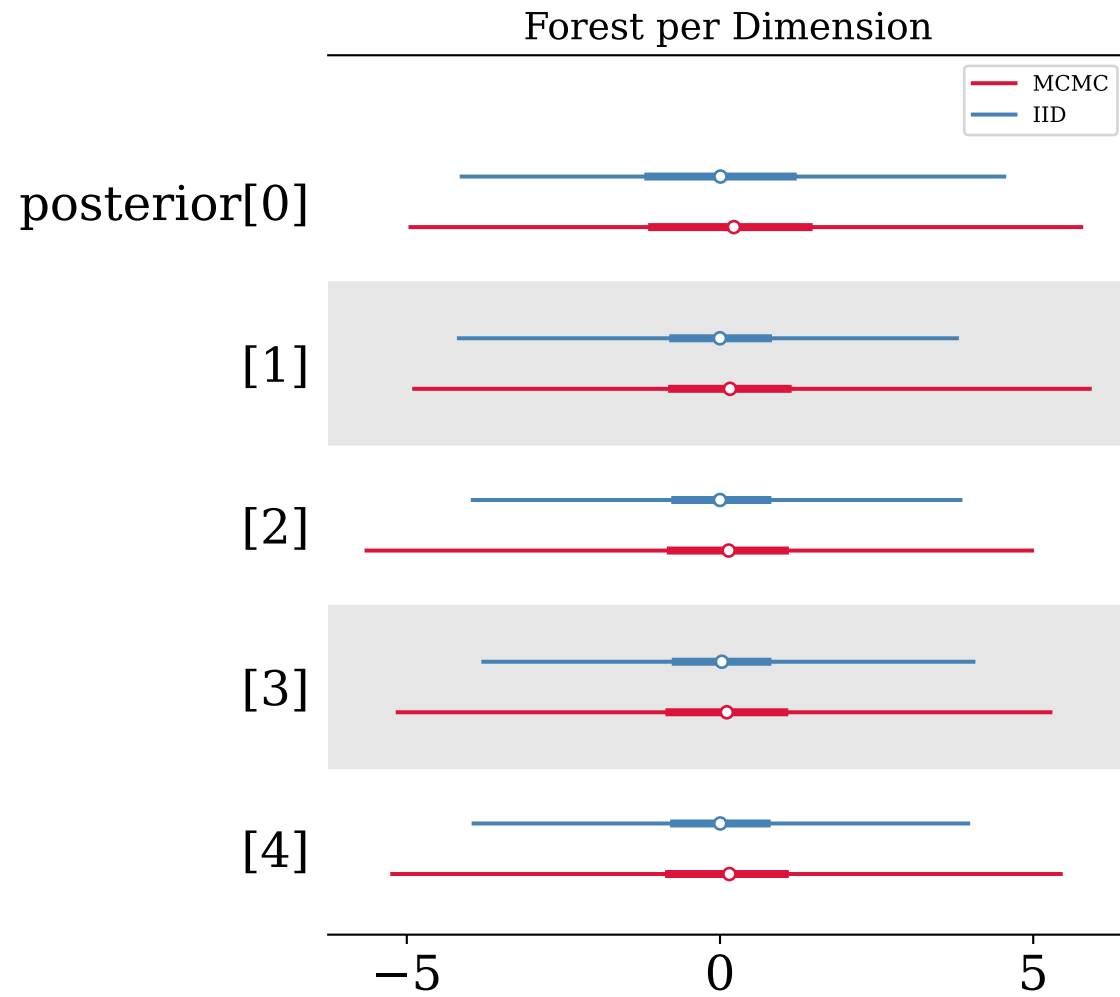 Forest per Dimension
MCMC
IID
posterior[0]
[1]
[2]
[3]
[4]
−5 0 5